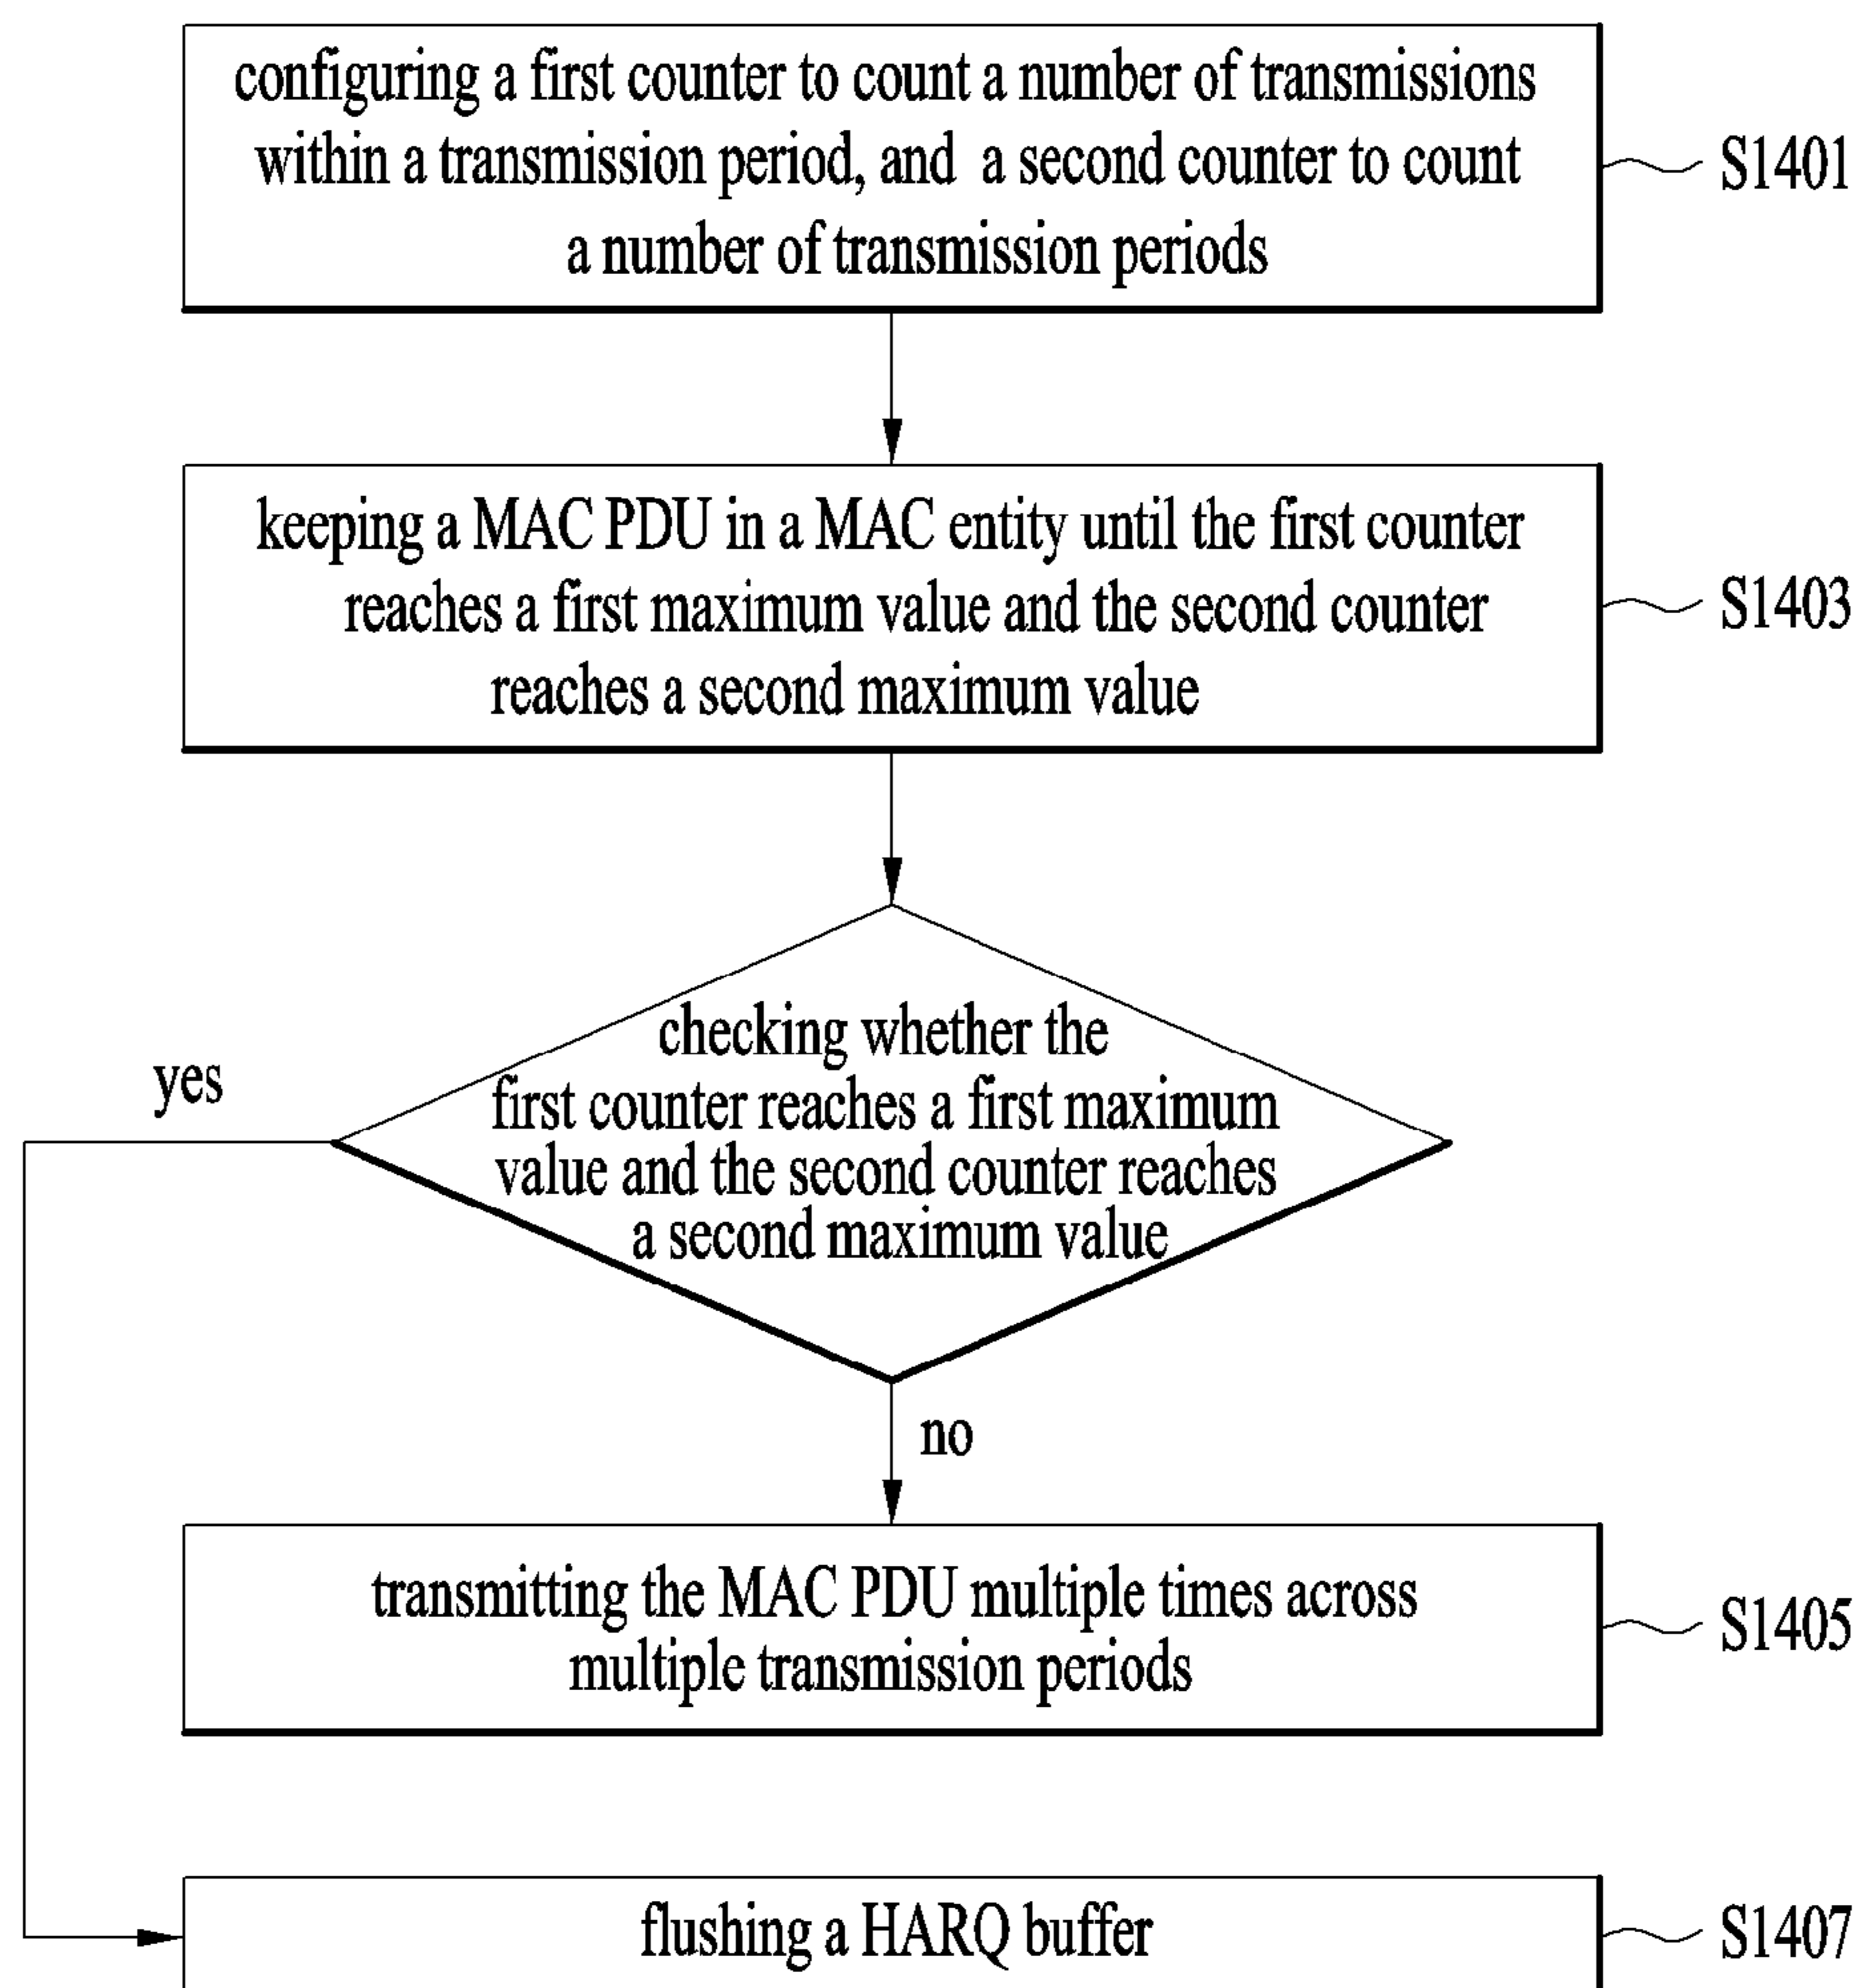 configuring a first counter to count a number of transmissions
within a transmission period, and a second counter to count
a number of transmission periods
S1401
keeping a MAC PDU in a MAC entity until the first counter
reaches a first maximum value and the second counter
reaches a second maximum value
S1403
checking whether the
first counter reaches a first maximum
value and the second counter reaches
a second maximum value
yes
no
transmitting the MAC PDU multiple times across
multiple transmission periods
S1405
flushing a HARQ buffer
S1407